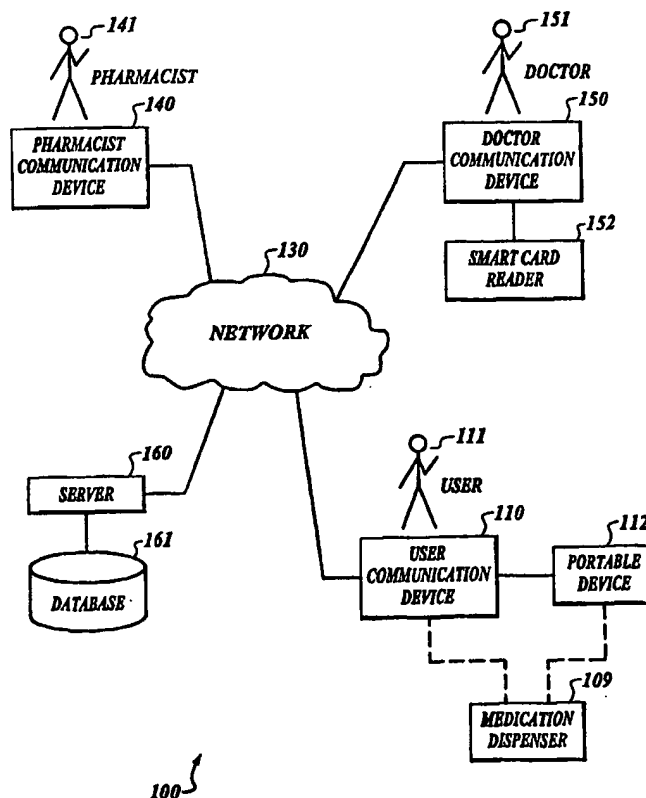 141
PHARMACIST
140
PHARMACIST
COMMUNICATION
DEVICE
151
DOCTOR
150
DOCTOR
COMMUNICATION
DEVICE
152
SMART CARD
READER
130
NETWORK
160
SERVER
161
DATABASE
111
USER
110
USER
COMMUNICATION
DEVICE
112
PORTABLE
DEVICE
109
MEDICATION
DISPENSER
100